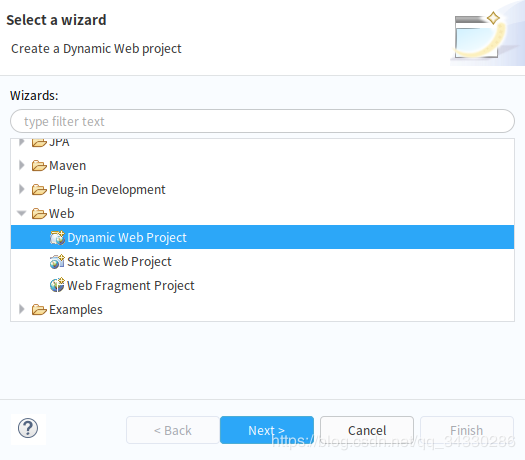 Select a wizard
Create a Dynamic Web project
Wizards:
type filter text
JPA
Maven
Plug-in Development
Web
Dynamic Web Project
Static Web Project
Web Fragment Project
Examples
?
< Back
Next >
Cancel
Finish
https://blog.csdn.net/qq_34330286